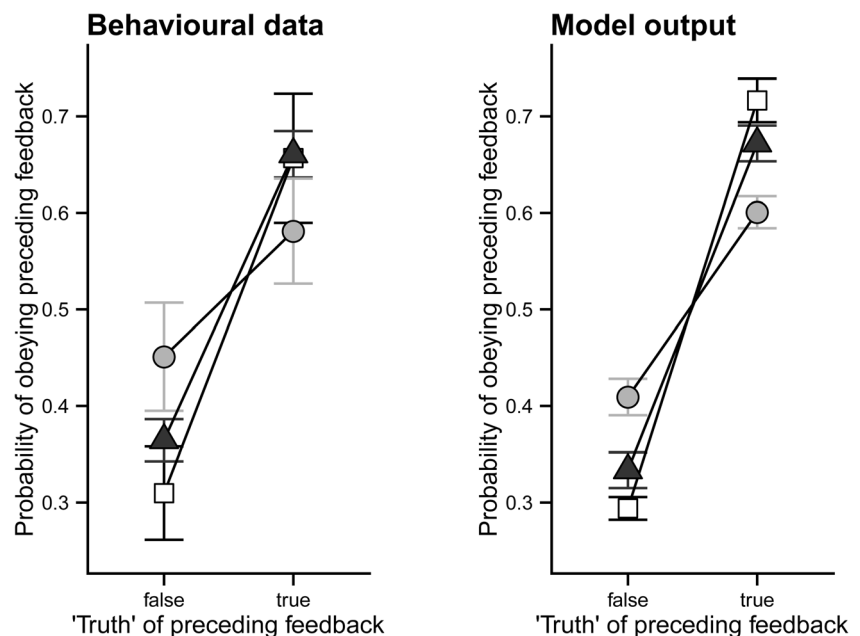 Behavioural data
Probability of obeying preceding feedback
0.7
0.6
0.5
0.4
0.3
false
true
'Truth' of preceding feedback
Model output
Probability of obeying preceding feedback
0.7
0.6
0.5
0.4
0.3
false
true
'Truth' of preceding feedback